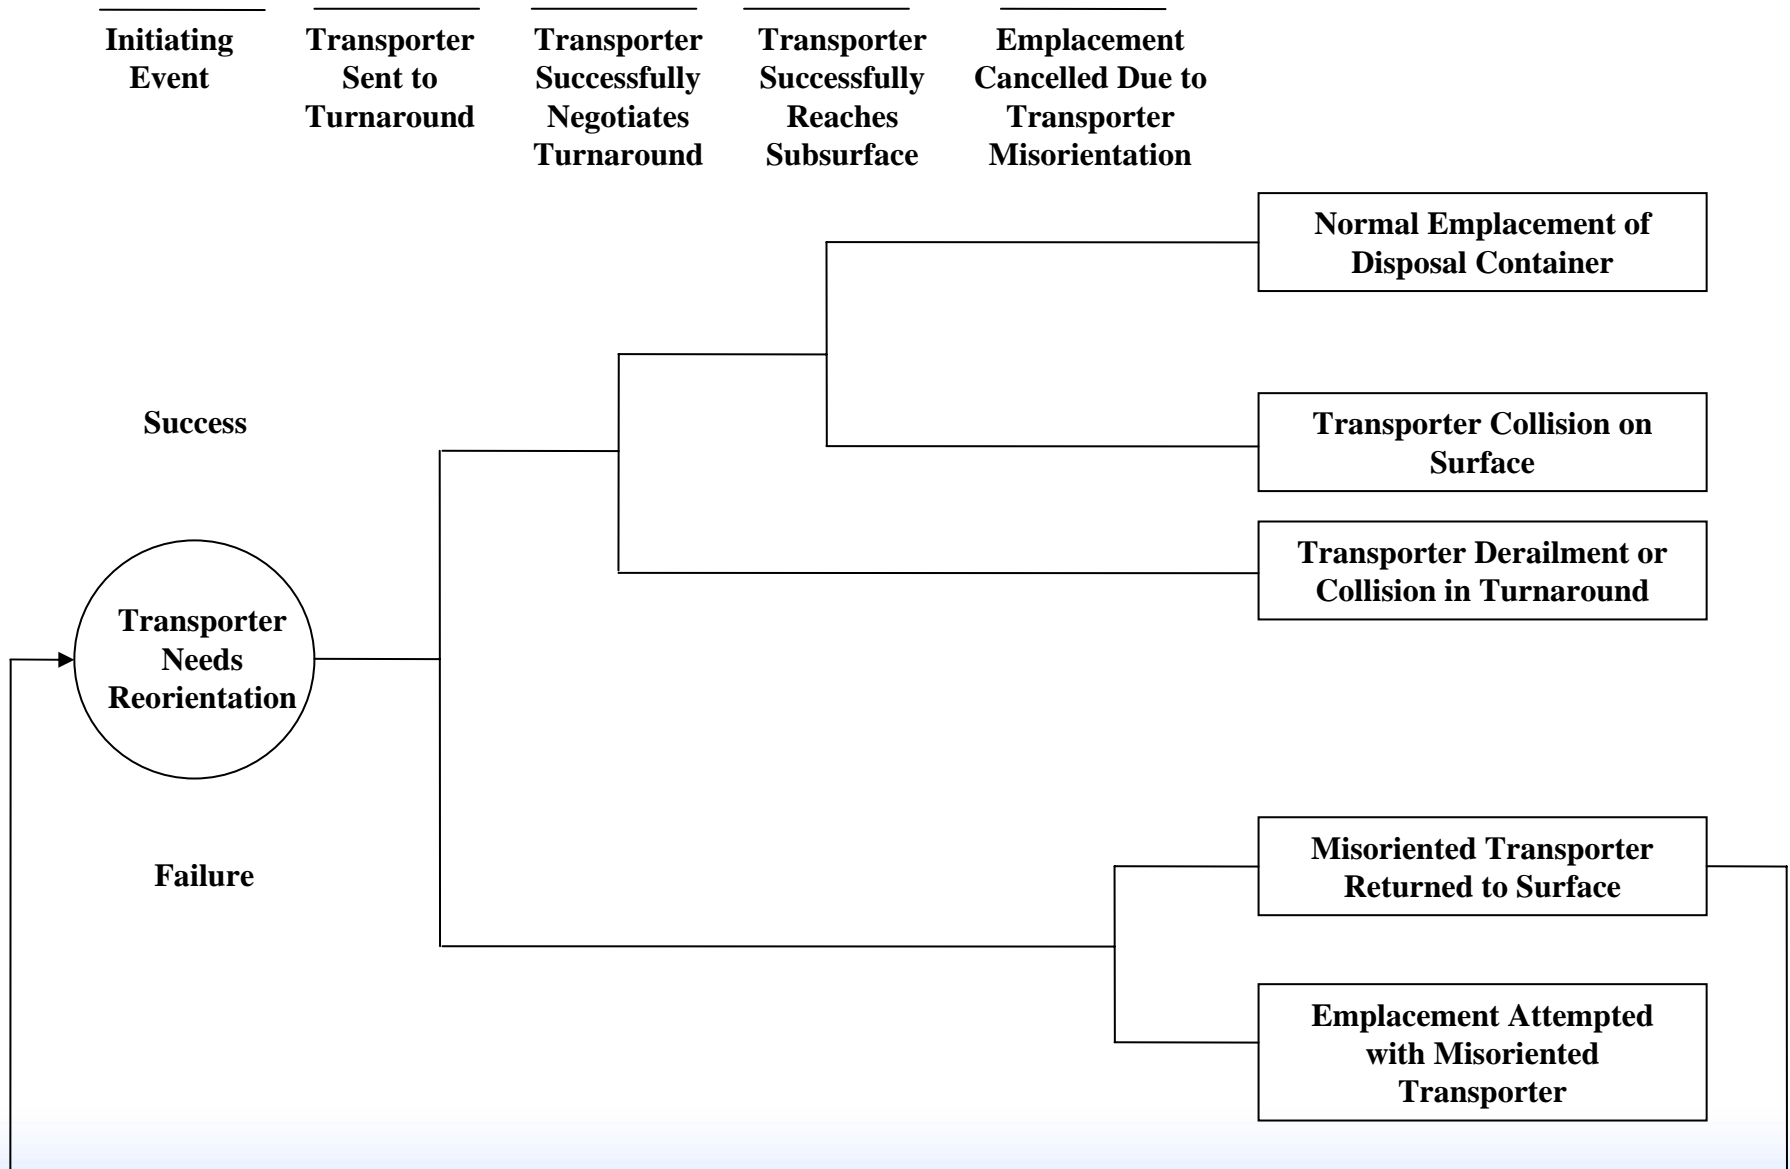 Initiating
Event
Transporter
Sent to
Turnaround
Transporter
Successfully
Negotiates
Turnaround
Transporter
Successfully
Reaches
Subsurface
Emplacement
Cancelled Due to
Transporter
Misorientation
Normal Emplacement of
Disposal Container
Success
Transporter Collision on
Surface
Transporter Derailment or
Collision in Turnaround
Transporter
Needs
Reorientation
Failure
Misoriented Transporter
Returned to Surface
Emplacement Attempted
with Misoriented
Transporter